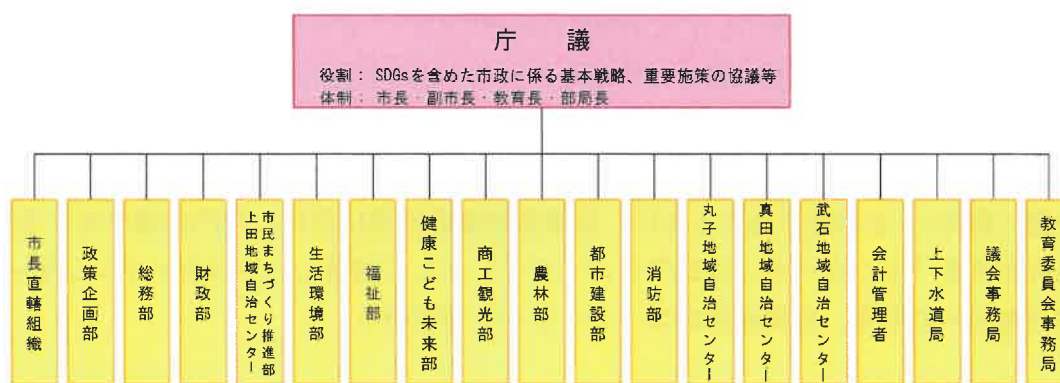 庁　議
役割： SDGsを含めた市政に係る基本戦略、重要施策の協議等
体制： 市長・副市長・教育長・部局長
市長直轄組織
政策企画部
総務部
財政部
市民まちづくり推進部
上田地域自治センター
生活環境部
福祉部
健康こども未来部
商工観光部
農林部
都市建設部
消防部
丸子地域自治センター
真田地域自治センター
武石地域自治センター
会計管理者
上下水道局
議会事務局
教育委員会事務局